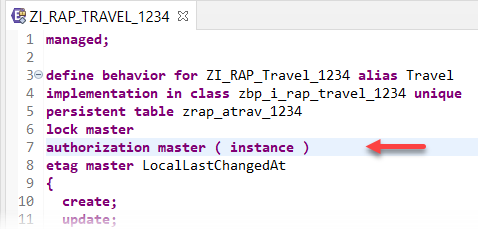 ZI_RAP_TRAVEL_1234
1 managed;
2
3 define behavior for ZI_RAP_Travel_1234 alias Travel
4 implementation in class zbp_i_rap_travel_1234 unique
5 persistent table zrap_atrav_1234
6 lock master
7 authorization master ( instance )
8 etag master LocalLastChangedAt
9 {
10 create;
11 update;